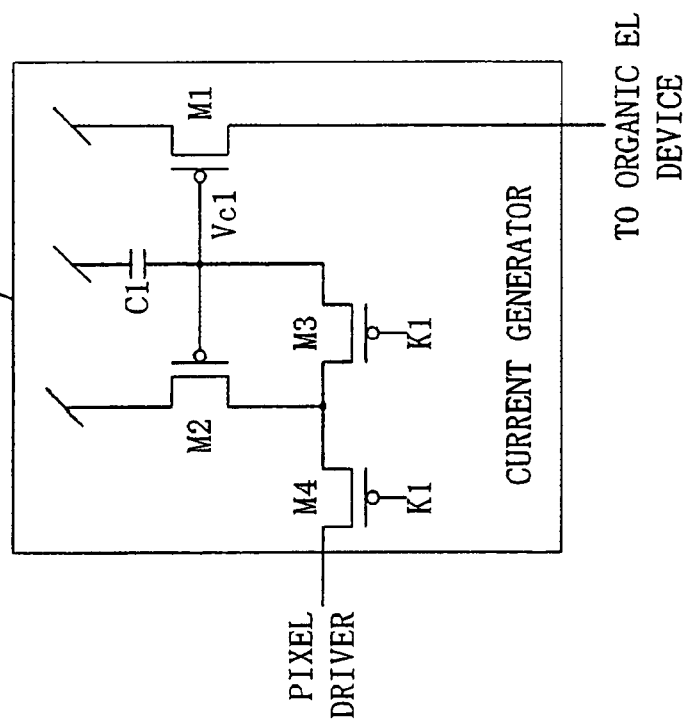 M1
Vc1
C1
M2
M3
K1
M4
K1
CURRENT GENERATOR
PIXEL
DRIVER
TO ORGANIC EL
DEVICE